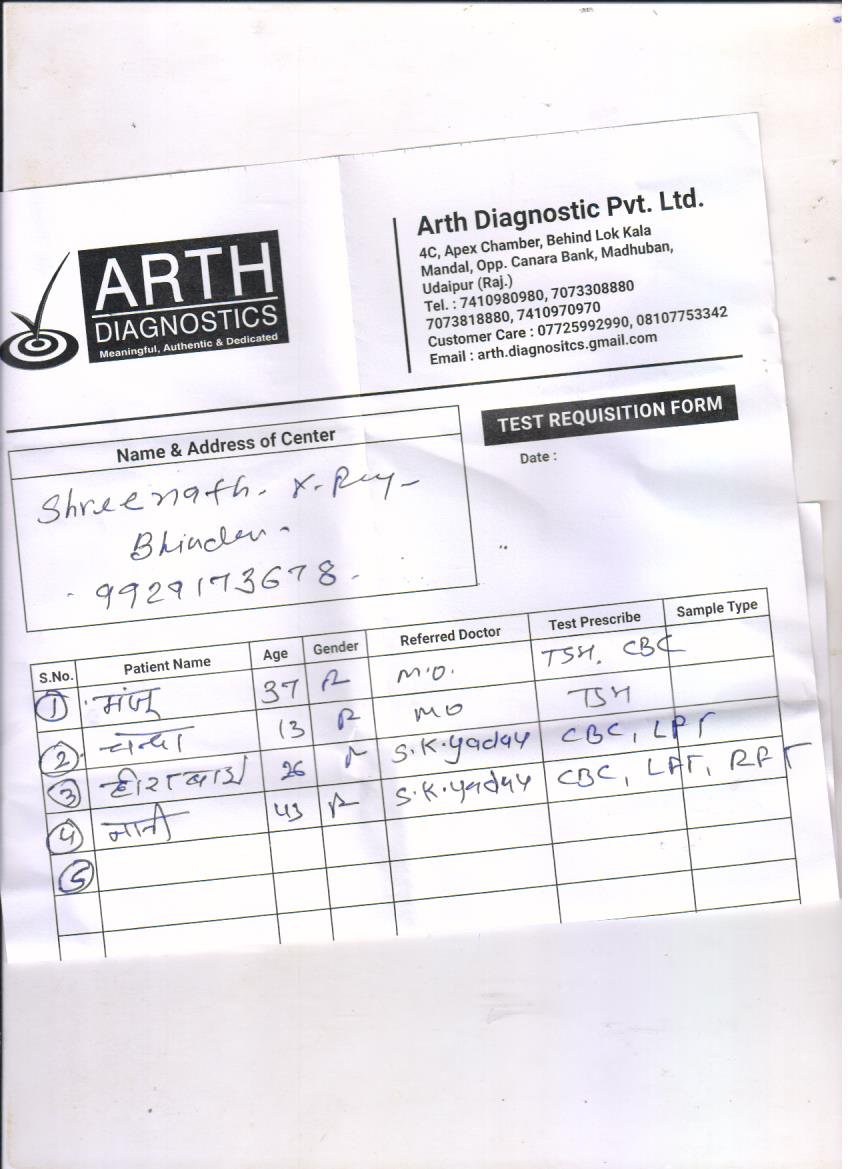 ARTH
DIAGNOSTICS
Meaningful, Authentic & Dedicated
Arth Diagnostic Pvt. Ltd.
4C, Apex Chamber, Behind Lok Kala
Mandal, Opp. Canara Bank, Madhuban,
Udaipur (Raj.)
Tel. : 7410980980, 7073308880
7073818880, 7410970970
Customer Care : 07725992990, 08107753342
Email : arth.diagnositcs.gmail.com
TEST REQUISITION FORM
Date :
Name & Address of Center
Shreenath. X-Ray-
Bhinder-
9929173678.
S.No. Patient Name Age Gender Referred Doctor Test Prescribe Sample Type
1 मंजू 37 M.O. TSH. CBC
2 13 MO TSH
3 26 S.K.Yadav CBC, LFT
4 नानी 43 S.K.Yadav CBC, LFT, RFT
5